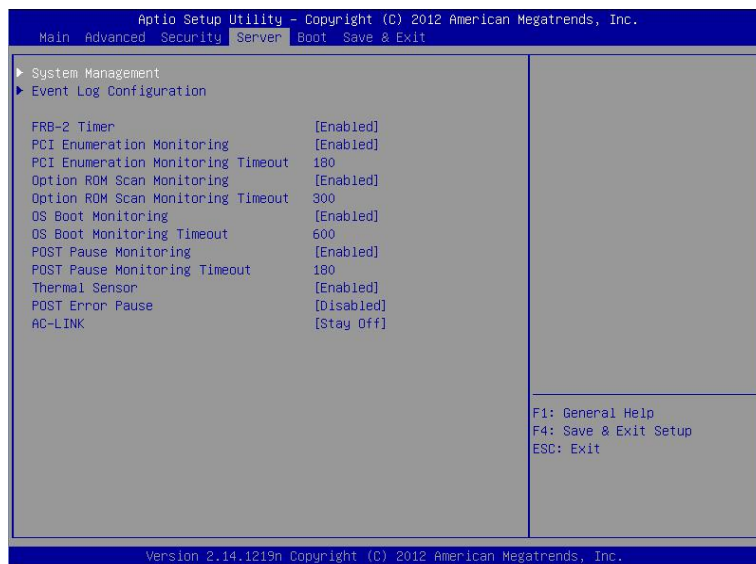 Aptio Setup Utility – Copyright (C) 2012 American Megatrends, Inc.
Main Advanced Security Server Boot Save & Exit
▶ System Management
▶ Event Log Configuration
FRB-2 Timer [Enabled]
PCI Enumeration Monitoring [Enabled]
PCI Enumeration Monitoring Timeout 180
Option ROM Scan Monitoring [Enabled]
Option ROM Scan Monitoring Timeout 300
OS Boot Monitoring [Enabled]
OS Boot Monitoring Timeout 600
POST Pause Monitoring [Enabled]
POST Pause Monitoring Timeout 180
Thermal Sensor [Enabled]
POST Error Pause [Disabled]
AC-LINK [Stay Off]
F1: General Help
F4: Save & Exit Setup
ESC: Exit
Version 2.14.1219n Copyright (C) 2012 American Megatrends, Inc.